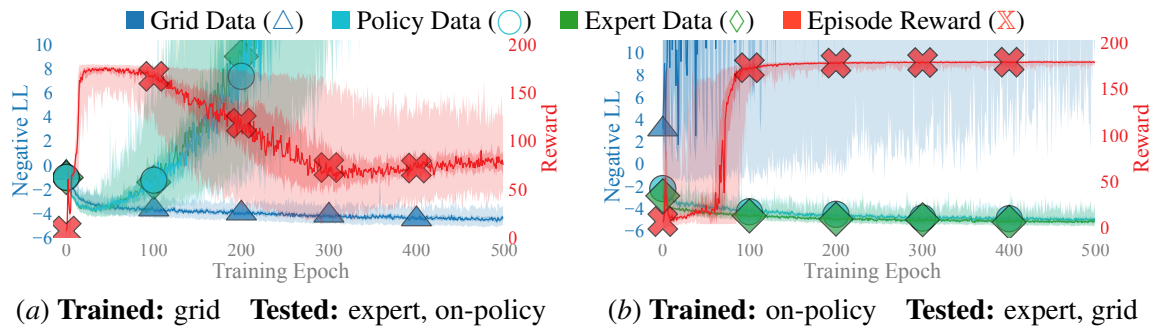 Grid Data (△) Policy Data (○) Expert Data (◇) Episode Reward (𝕏)
10
8
6
4
2
0
−2
−4
−6
Negative LL
0 100 200 300 400 500
Training Epoch
200
150
100
50
0
Reward
10
8
6
4
2
0
−2
−4
−6
Negative LL
0 100 200 300 400 500
Training Epoch
200
150
100
50
0
Reward
(a) Trained: grid Tested: expert, on-policy
(b) Trained: on-policy Tested: expert, grid